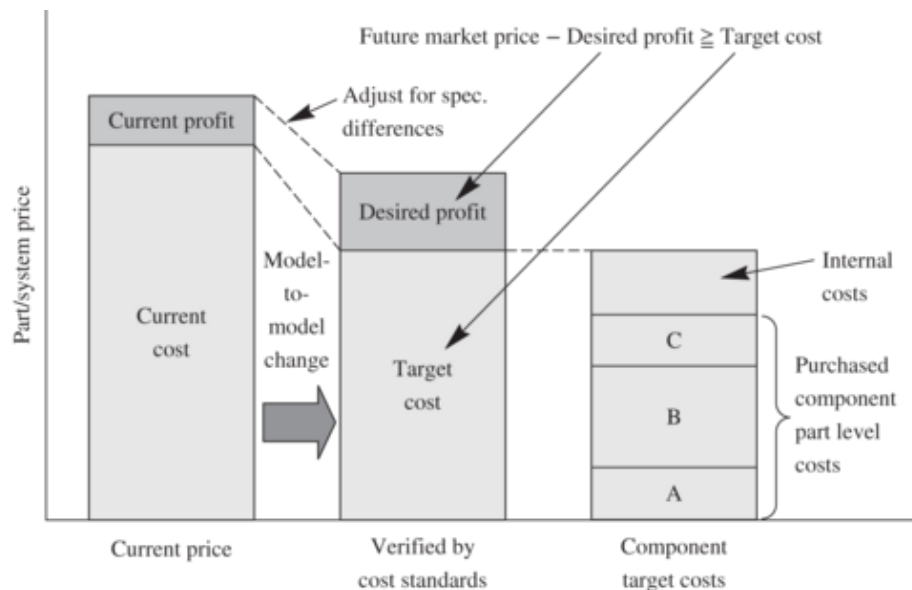 Future market price − Desired profit ≧ Target cost
Adjust for spec.
differences
Current profit
Desired profit
Part/system price
Model-
to-
model
change
Current
cost
Target
cost
Internal
costs
C
B
A
Purchased
component
part level
costs
Current price
Verified by
cost standards
Component
target costs